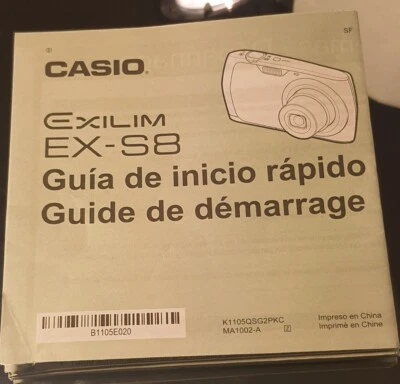 SF
CASIO®
EXILIM
EX-S8
Guía de inicio rápido
Guide de démarrage
B1105E020
K1105QSG2PKC
MA1002-A 2
Impreso en China
Imprimé en Chine